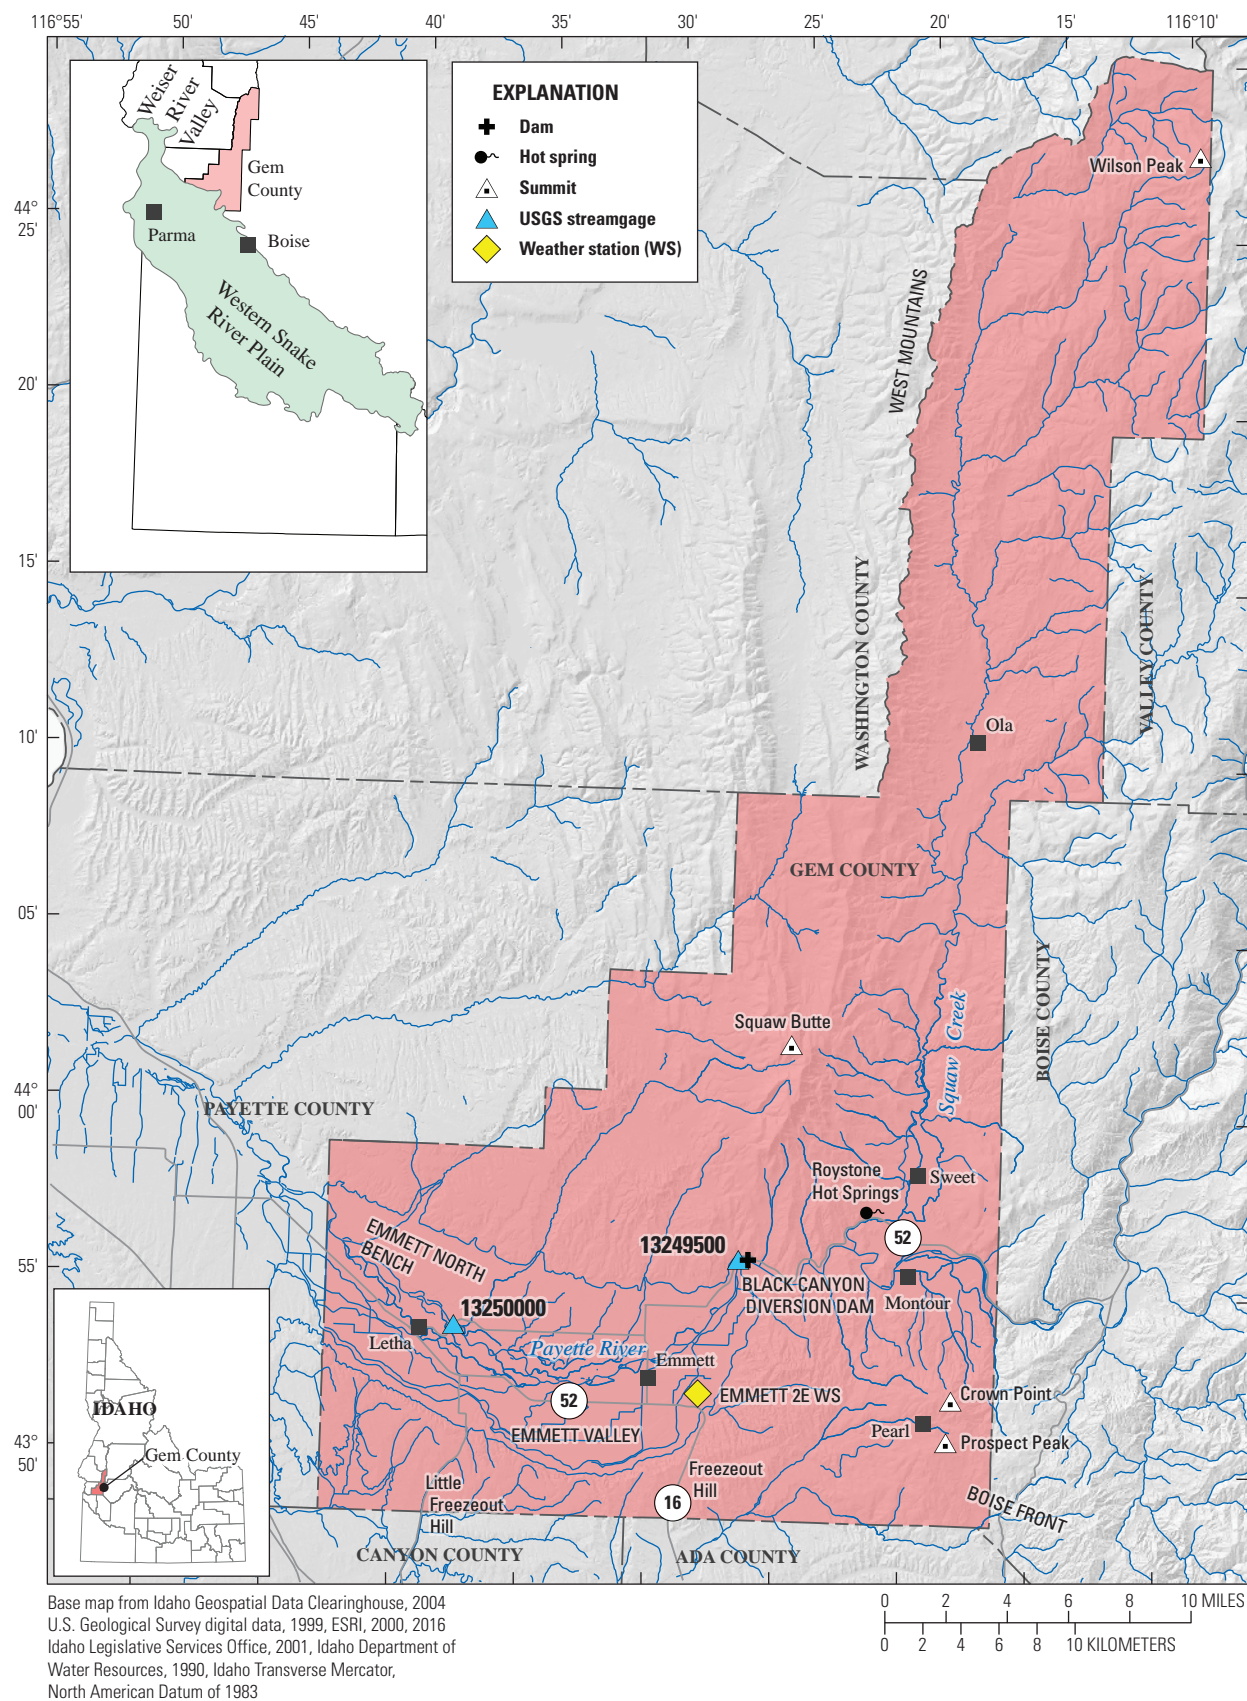 116°55'
50'
45'
40'
35'
30'
25'
20'
15'
116°10'
44°
25'
20'
15'
10'
05'
44°
00'
55'
43°
50'
Weiser
River
Valley
Gem
County
Parma
Boise
Western Snake
River Plain
EXPLANATION
Dam
Hot spring
Summit
USGS streamgage
Weather station (WS)
Wilson Peak
WEST MOUNTAINS
WASHINGTON COUNTY
VALLEY COUNTY
Ola
GEM COUNTY
BOISE COUNTY
Squaw Creek
Squaw Butte
PAYETTE COUNTY
Roystone
Hot Springs
Sweet
52
13249500
BLACK CANYON
DIVERSION DAM
Montour
EMMETT NORTH
BENCH
13250000
Letha
Payette River
Emmett
52
EMMETT 2E WS
EMMETT VALLEY
Crown Point
Pearl
Prospect Peak
Little
Freezeout
Hill
Freezeout
Hill
16
BOISE FRONT
CANYON COUNTY
ADA COUNTY
IDAHO
Gem County
Base map from Idaho Geospatial Data Clearinghouse, 2004
U.S. Geological Survey digital data, 1999, ESRI, 2000, 2016
Idaho Legislative Services Office, 2001, Idaho Department of
Water Resources, 1990, Idaho Transverse Mercator,
North American Datum of 1983
0 2 4 6 8 10 MILES
0 2 4 6 8 10 KILOMETERS